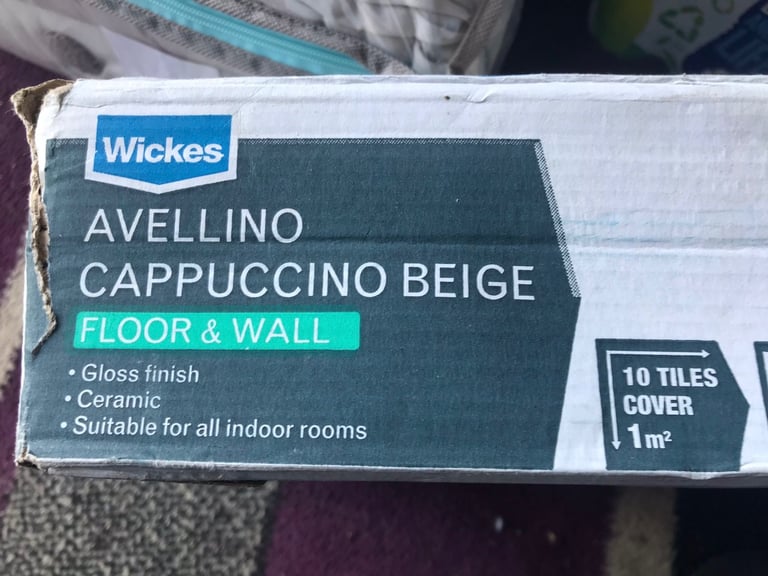 Wickes
AVELLINO
CAPPUCCINO BEIGE
FLOOR & WALL
• Gloss finish
• Ceramic
• Suitable for all indoor rooms
10 TILES
COVER
1m²